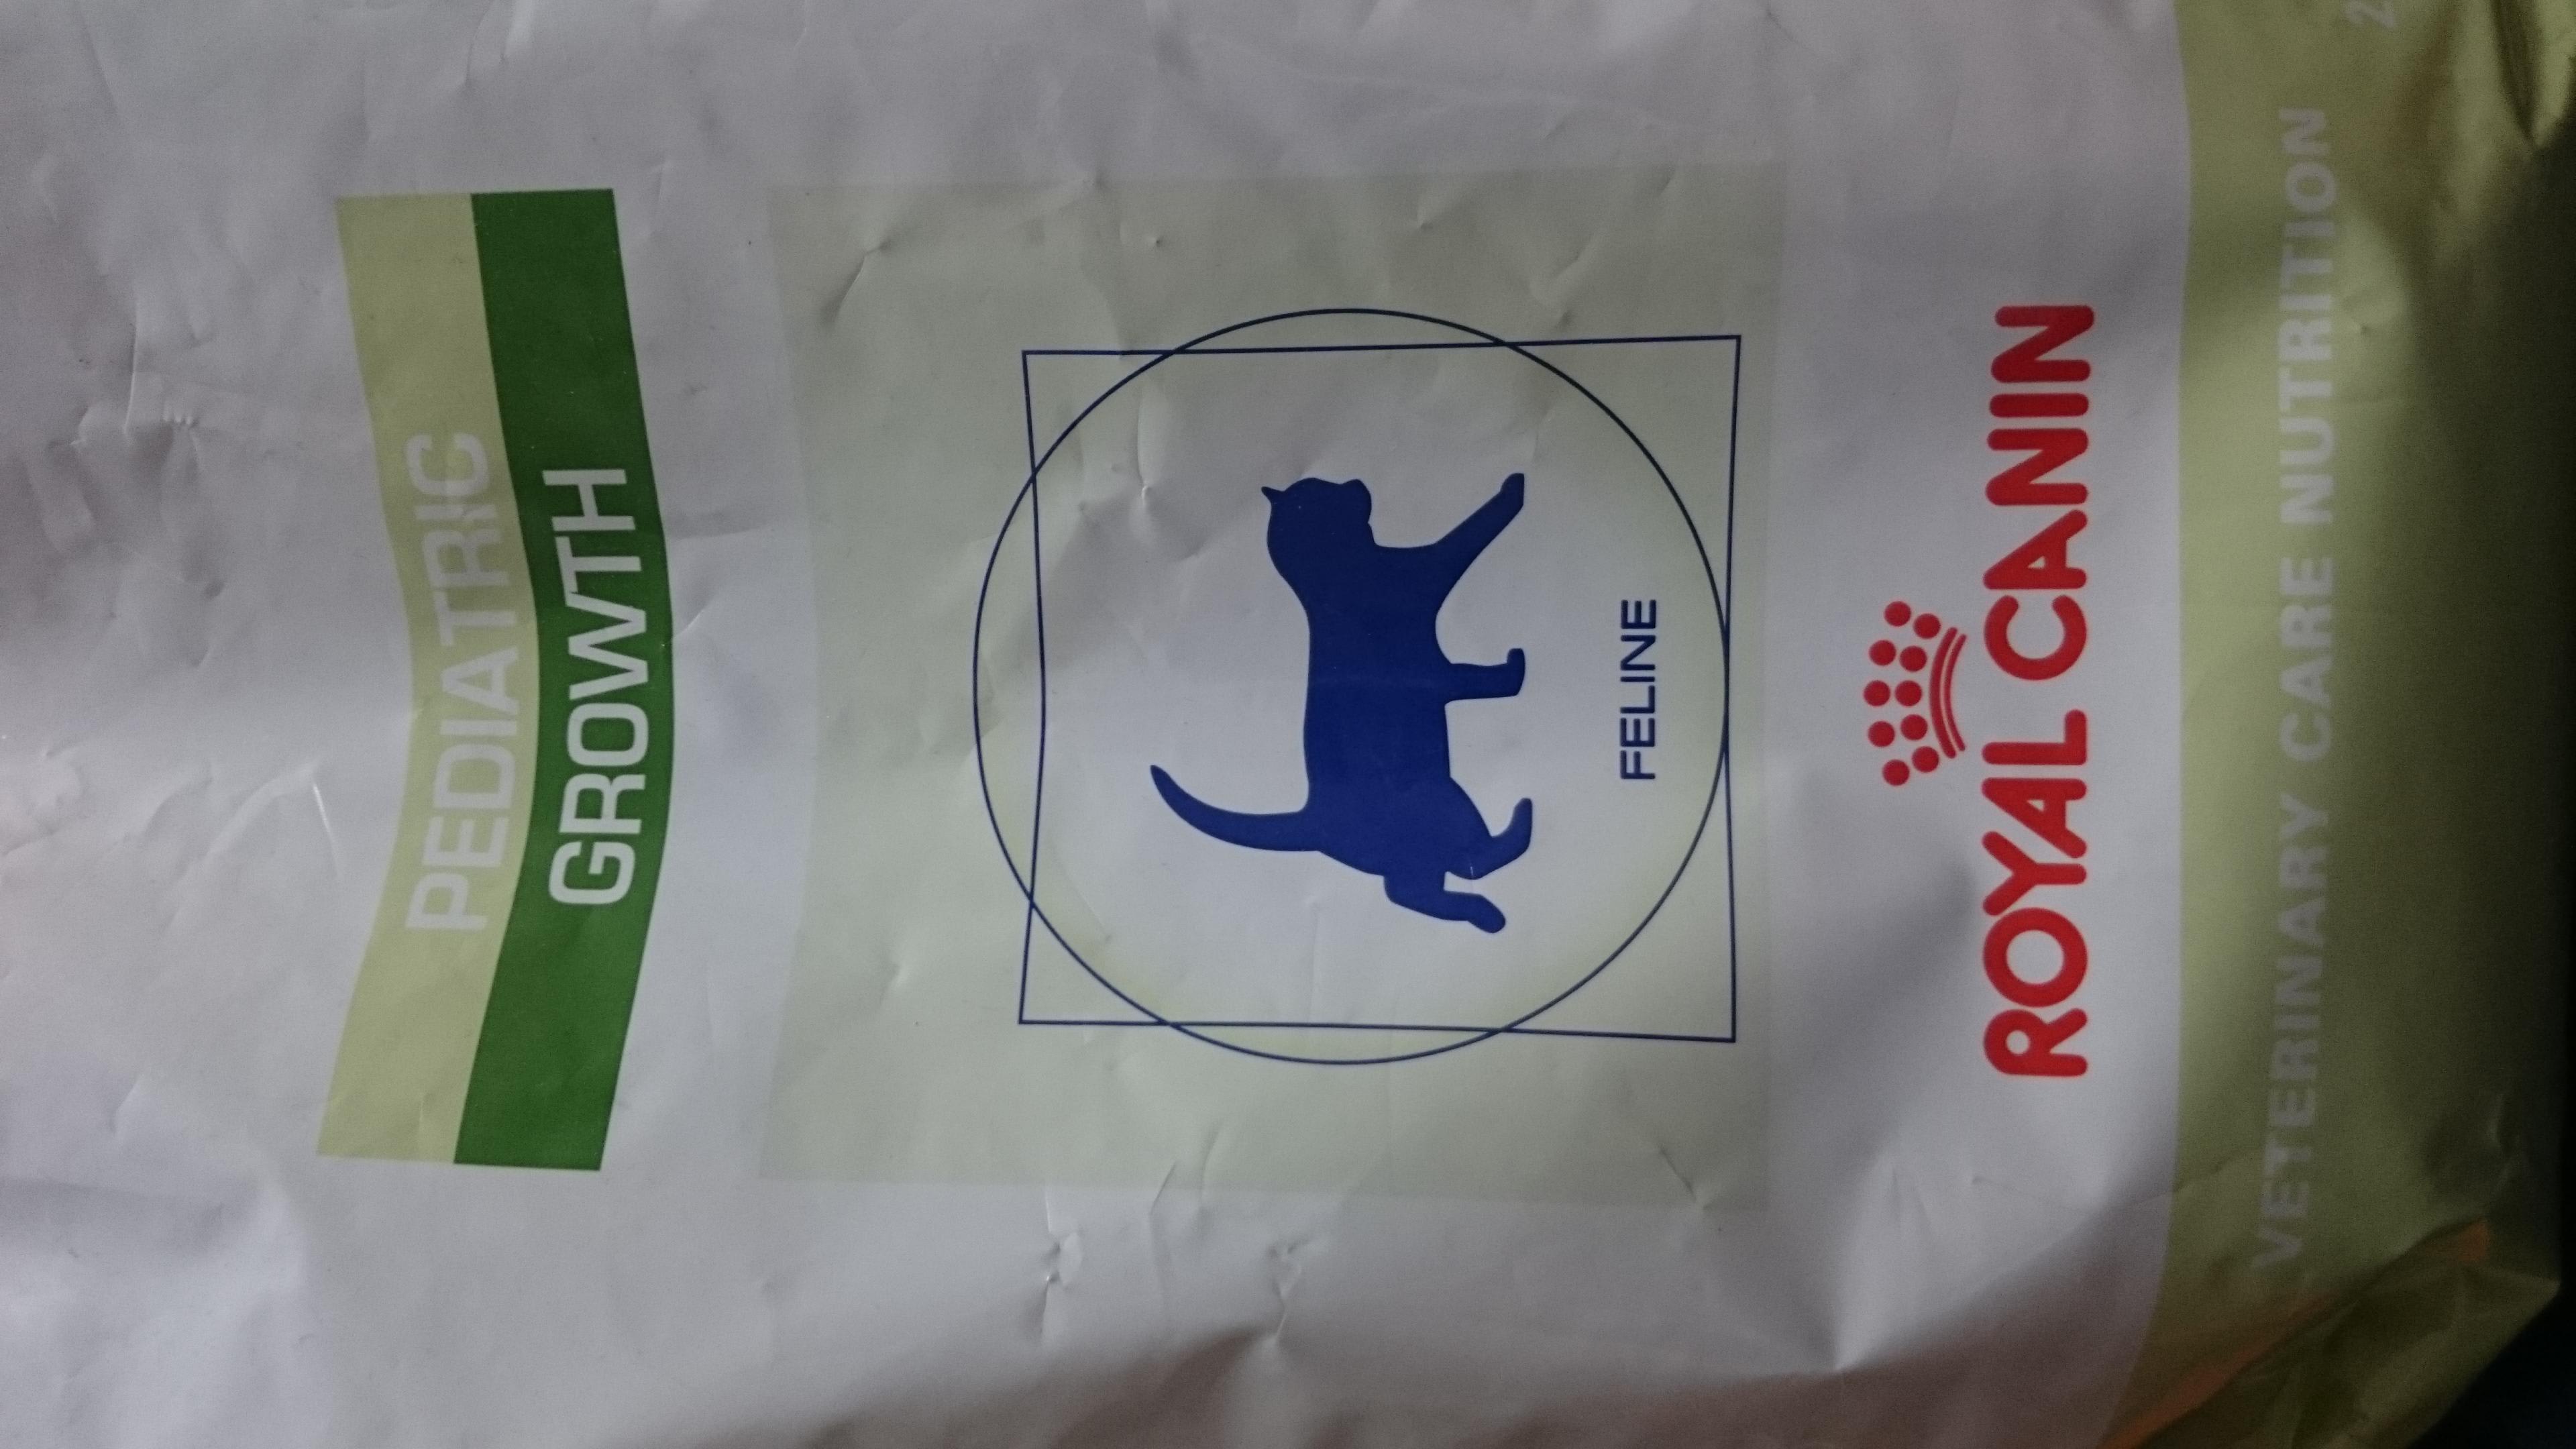 PEDIATRIC
GROWTH
FELINE
ROYAL CANIN
VETERINARY CARE NUTRITION